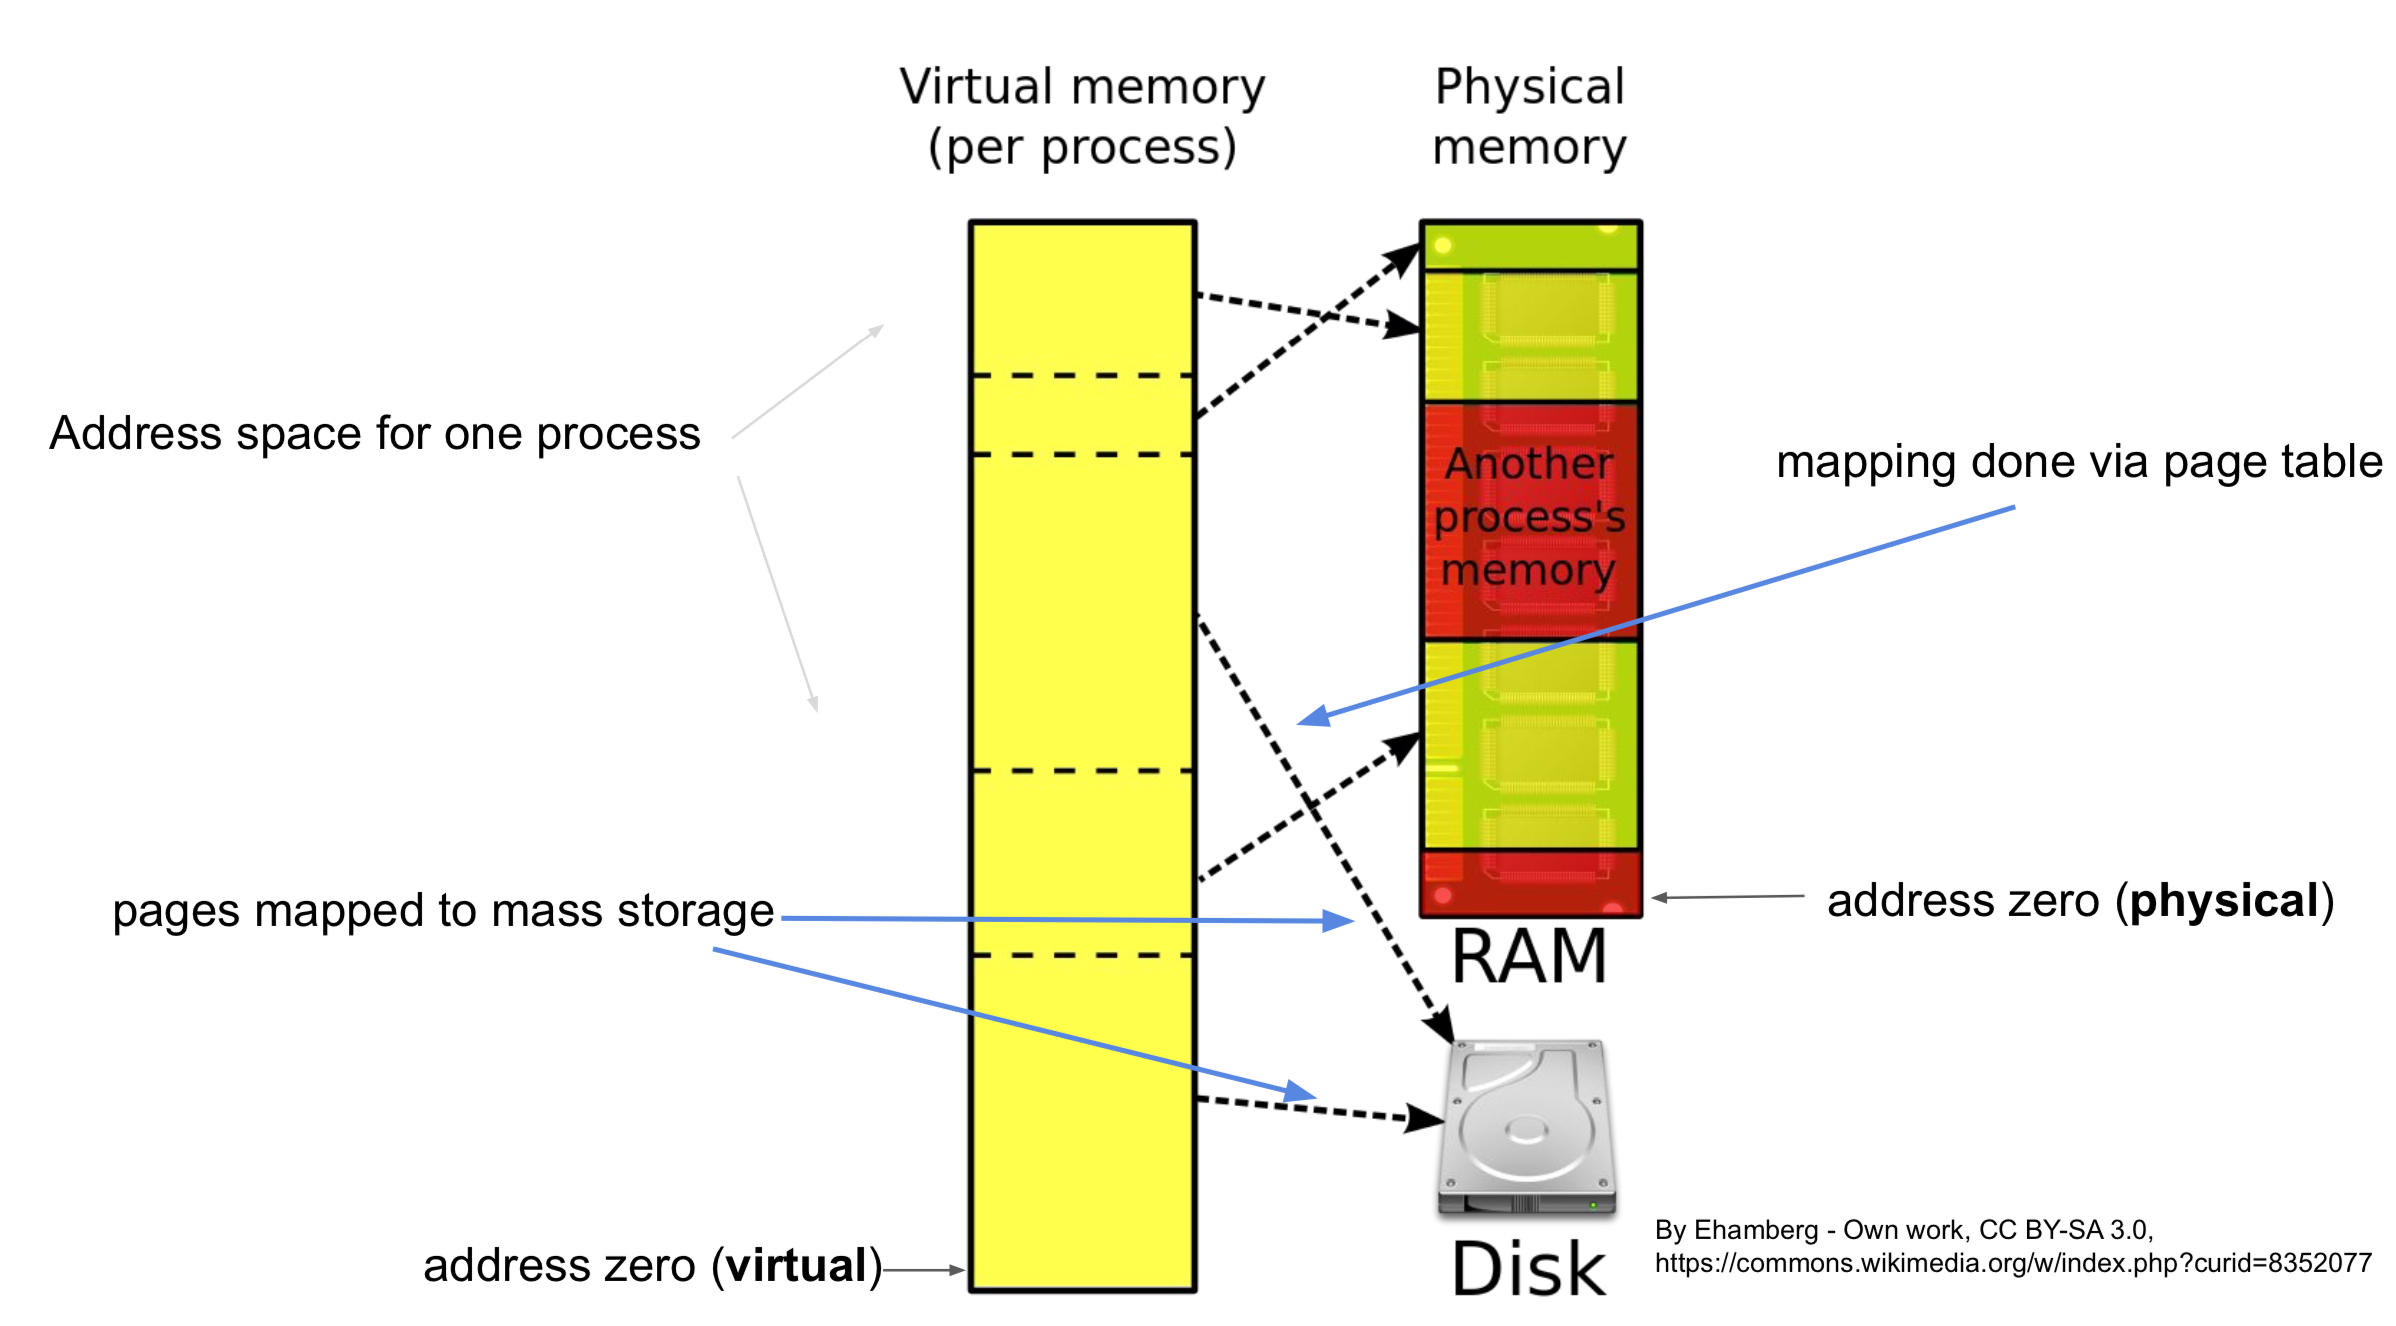 Virtual memory
(per process)
Physical
memory
Address space for one process
Another
process's
memory
mapping done via page table
pages mapped to mass storage
address zero (physical)
RAM
address zero (virtual)
Disk
By Ehamberg - Own work, CC BY-SA 3.0,
https://commons.wikimedia.org/w/index.php?curid=8352077